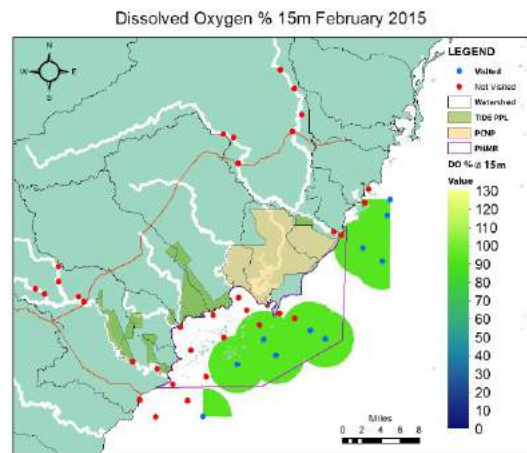 Dissolved Oxygen % 15m February 2015
N
W E
S
LEGEND
Visited
Not Visited
Watershed
TIDE PPL
PCNP
PHMR
DO % @ 15m
Value
130
120
110
100
90
80
70
60
50
40
30
20
10
0
Miles
0 2 4 6 8